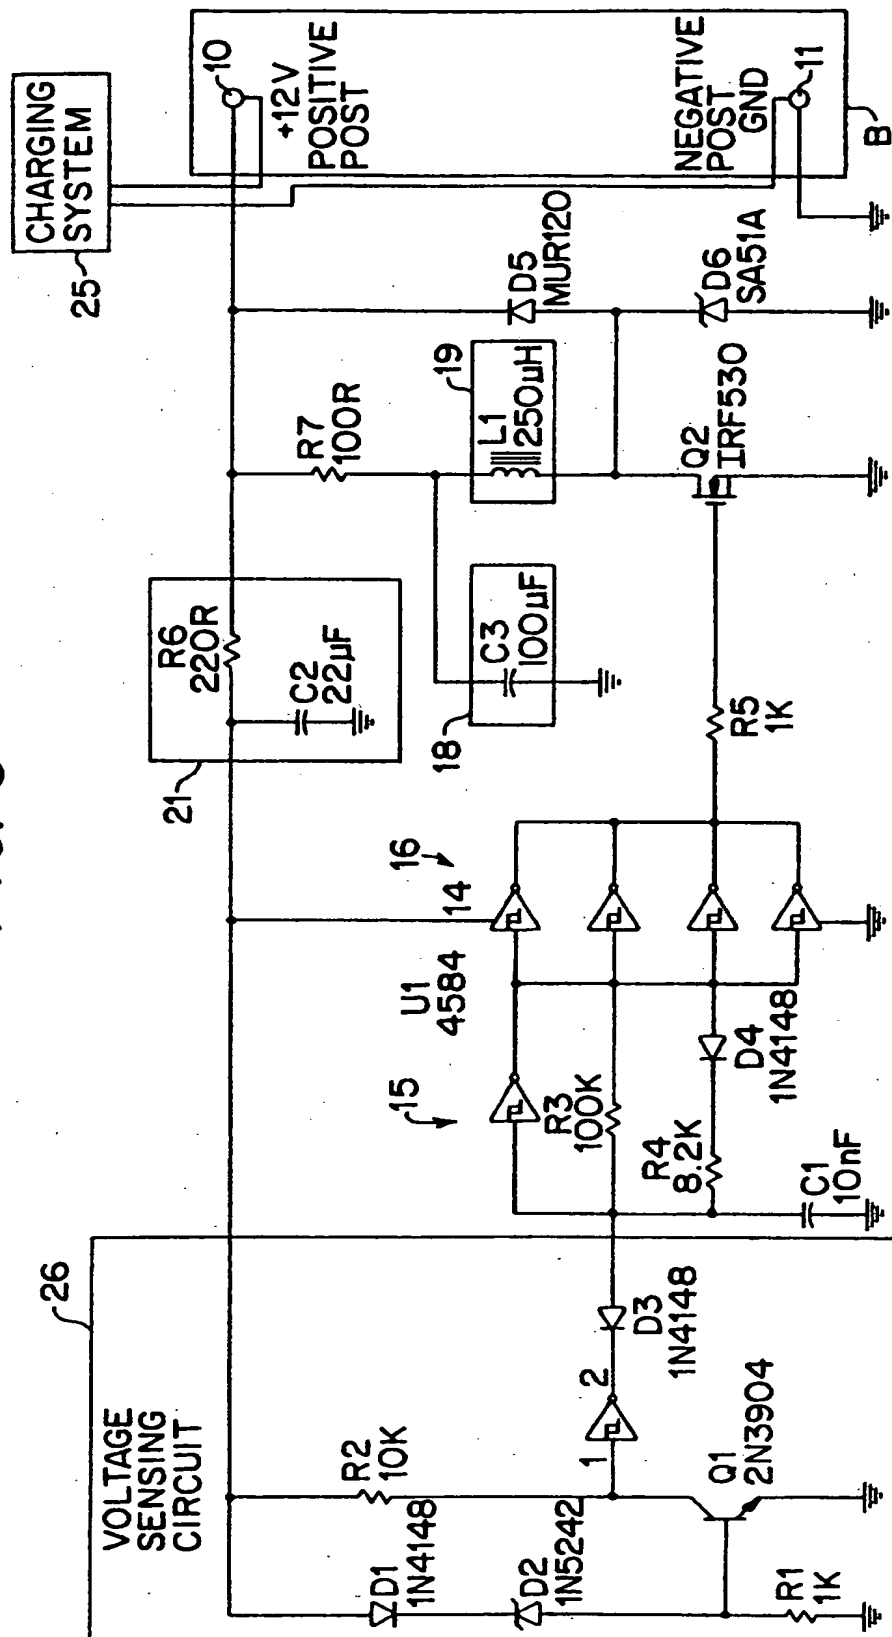 CHARGING
SYSTEM
25
10
+12V
POSITIVE
POST
NEGATIVE
POST
GND
11
B
D5
MUR120
D6
SA51A
R7
100R
19
L1
250µH
Q2
IRF530
R6
220R
C2
22µF
21
C3
100µF
18
R5
1K
16
14
U1
4584
15
R3
100K
R4
8.2K
D4
1N4148
C1
10nF
26
VOLTAGE
SENSING
CIRCUIT
R2
10K
D1
1N4148
D2
1N5242
1
2
D3
1N4148
Q1
2N3904
R1
1K